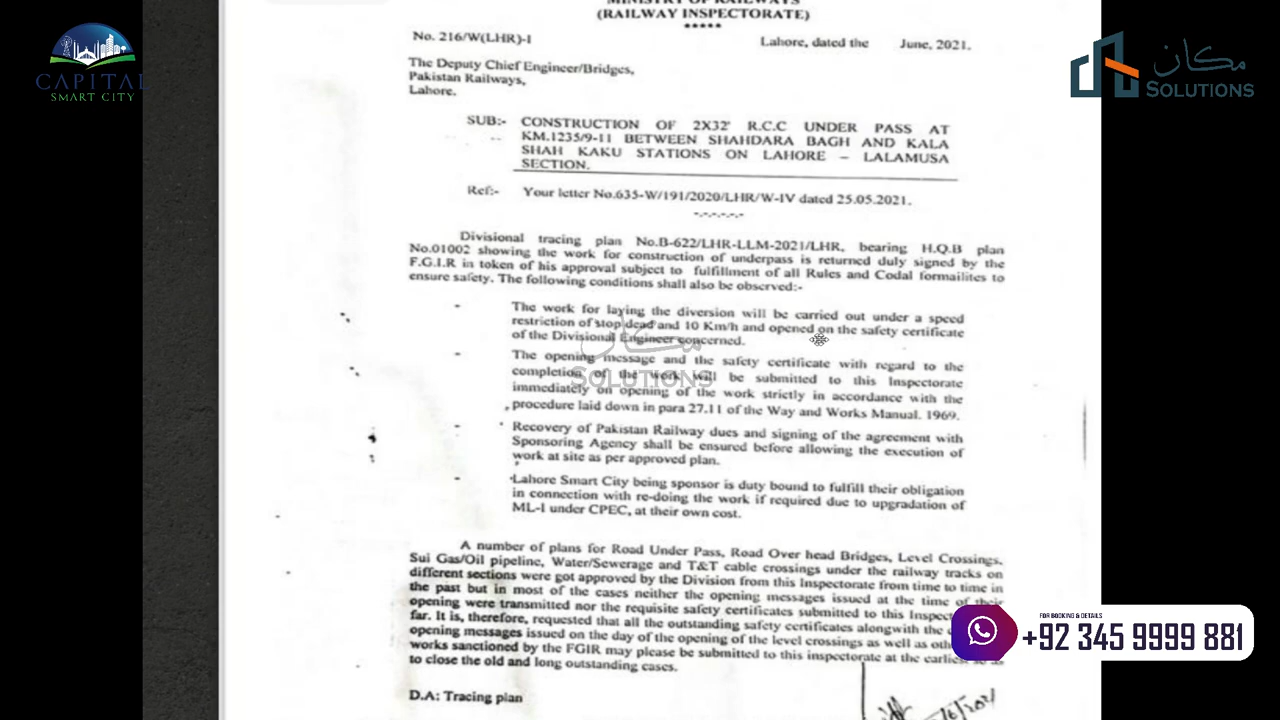 MINISTRY OF RAILWAYS
(RAILWAY INSPECTORATE)
*****
No. 216/W(LHR)-I
Lahore, dated the June, 2021.
The Deputy Chief Engineer/Bridges,
Pakistan Railways,
Lahore.
SUB:- CONSTRUCTION OF 2X32' R.C.C UNDER PASS AT
KM.1235/9-11 BETWEEN SHAHDARA BAGH AND KALA
SHAH KAKU STATIONS ON LAHORE – LALAMUSA
SECTION.
Ref:- Your letter No.635-W/191/2020/LHR/W-IV dated 25.05.2021.
-.-.-.-.-.-.-
Divisional tracing plan No.B-622/LHR-LLM-2021/LHR, bearing H.Q.B plan
No.01002 showing the work for construction of underpass is returned duly signed by the
F.G.I.R in token of his approval subject to fulfillment of all Rules and Codal formailites to
ensure safety. The following conditions shall also be observed:-
- The work for laying the diversion will be carried out under a speed
restriction of stop dead and 10 Km/h and opened on the safety certificate
of the Divisional Engineer concerned.
- The opening message and the safety certificate with regard to the
completion of the work will be submitted to this Inspectorate
immediately on opening of the work strictly in accordance with the
procedure laid down in para 27.11 of the Way and Works Manual. 1969.
- Recovery of Pakistan Railway dues and signing of the agreement with
Sponsoring Agency shall be ensured before allowing the execution of
work at site as per approved plan.
- Lahore Smart City being sponsor is duty bound to fulfill their obligation
in connection with re-doing the work if required due to upgradation of
ML-I under CPEC, at their own cost.
A number of plans for Road Under Pass, Road Over head Bridges, Level Crossings,
Sui Gas/Oil pipeline, Water/Sewerage and T&T cable crossings under the railway tracks on
different sections were got approved by the Division from this Inspectorate from time to time in
the past but in most of the cases neither the opening messages issued at the time of their
opening were transmitted nor the requisite safety certificates submitted to this Inspec
far. It is, therefore, requested that all the outstanding safety certificates alongwith the
opening messages issued on the day of the opening of the level crossings as well as oth
works sanctioned by the FGIR may please be submitted to this inspectorate at the earlie
to close the old and long outstanding cases.
D.A: Tracing plan
CAPITAL
SMART CITY
مكان
SOLUTIONS
مكان
SOLUTIONS
FOR BOOKING & DETAILS
+92 345 9999 881